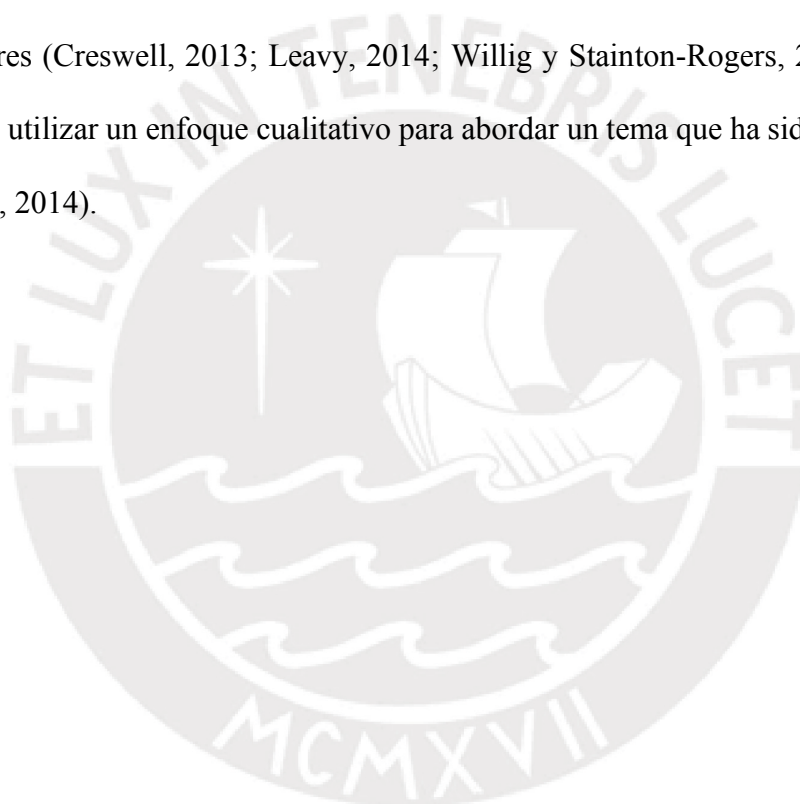 res (Creswell, 2013; Leavy, 2014; Willig y Stainton-Rogers, 2
utilizar un enfoque cualitativo para abordar un tema que ha sid
, 2014).
ET LUX IN TENEBRIS LUCET
MCMXVII